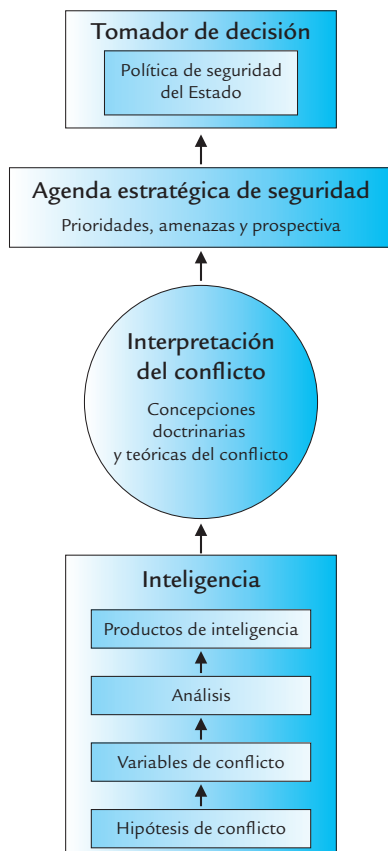 Tomador de decisión
Política de seguridad
del Estado
Agenda estratégica de seguridad
Prioridades, amenazas y prospectiva
Interpretación
del conflicto
Concepciones
doctrinarias
y teóricas del conflicto
Inteligencia
Productos de inteligencia
Análisis
Variables de conflicto
Hipótesis de conflicto